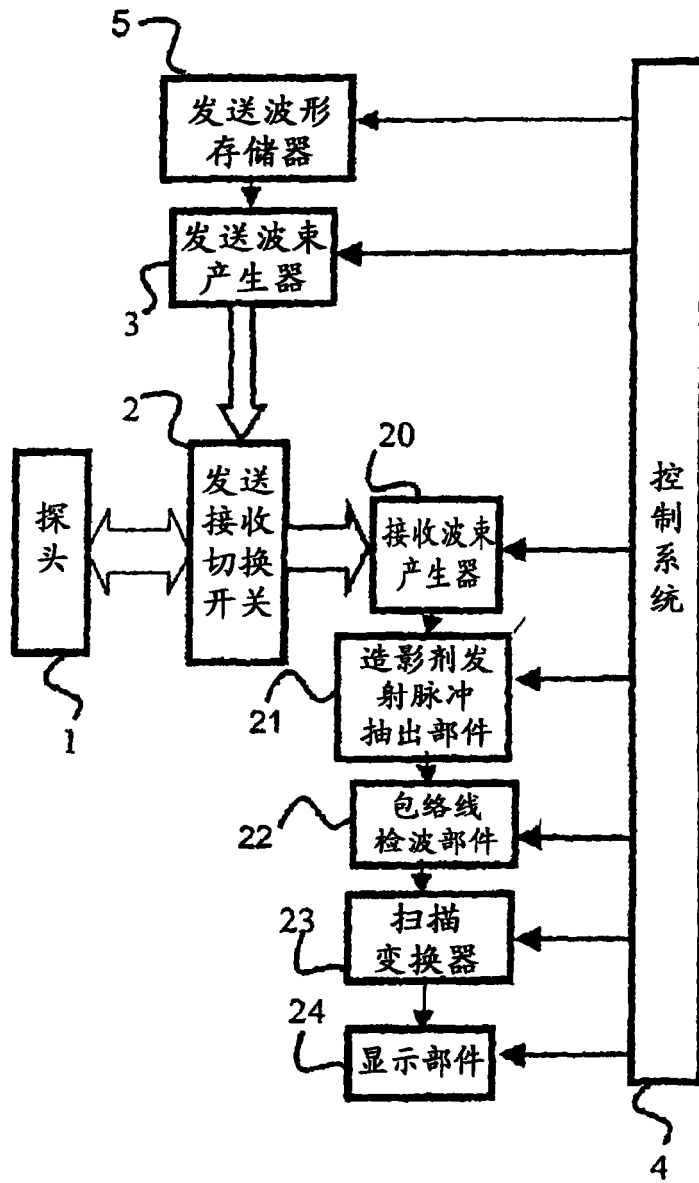 5
发送波形
存储器
发送波束
产生器
3
2
发送
接收
切换
开关
20
探头
1
接收波束
产生器
控制系统
造影剂发
射脉冲
抽出部件
21
包络线
检波部件
22
扫描
变换器
23
24
显示部件
4